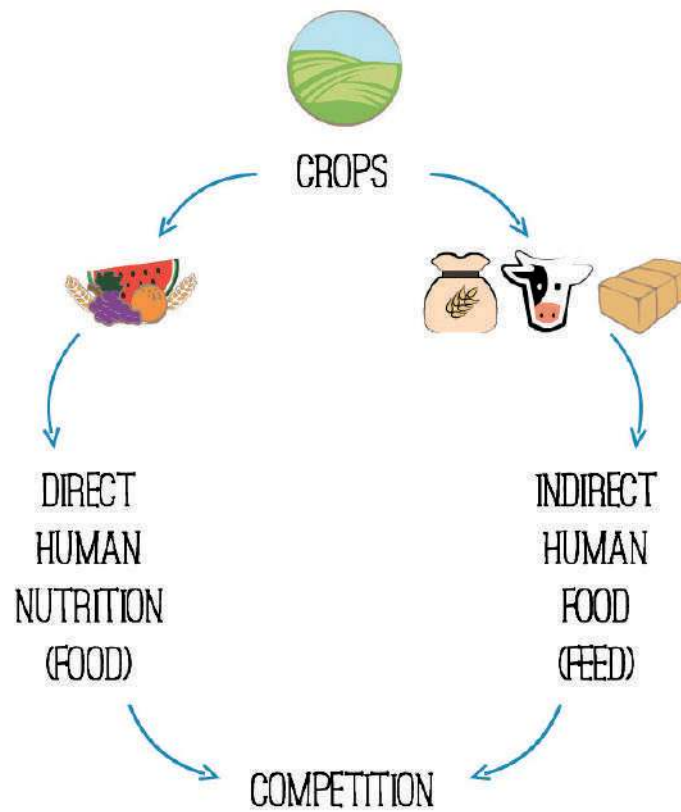 CROPS
DIRECT
HUMAN
NUTRITION
(FOOD)
INDIRECT
HUMAN
FOOD
(FEED)
COMPETITION